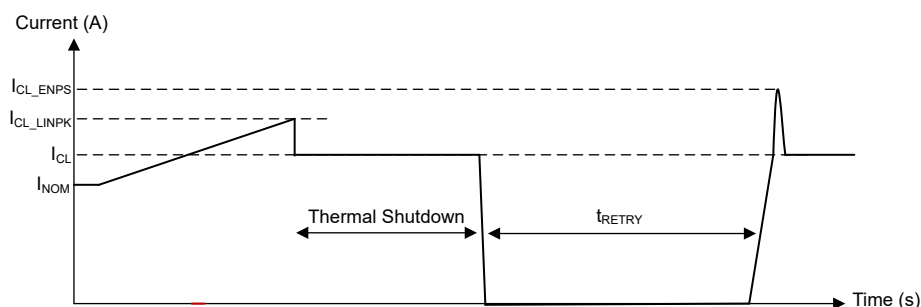 Current (A)
I_CL_ENPS
I_CL_LINPK
I_CL
I_NOM
Thermal Shutdown
t_RETRY
Time (s)